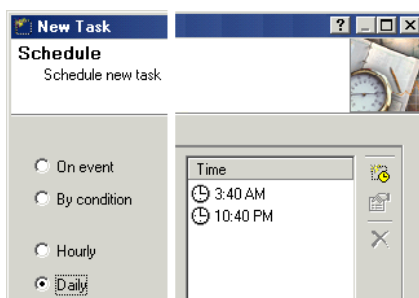 New Task
Schedule
Schedule new task
On event
By condition
Hourly
Daily
Time
3:40 AM
10:40 PM